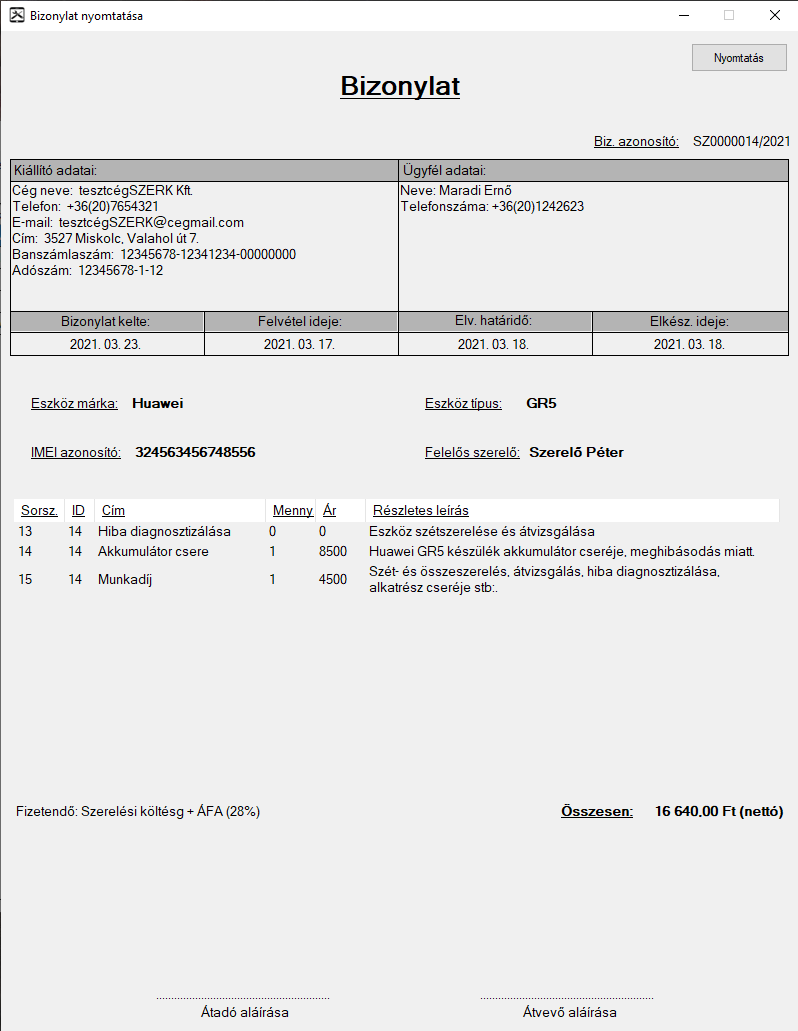 Bizonylat nyomtatása
Nyomtatás
Bizonylat
Biz. azonosító: SZ0000014/2021
Kiállító adatai: Ügyfél adatai:
Cég neve: tesztcégSZERK Kft. Neve: Maradi Ernő
Telefon: +36(20)7654321 Telefonszáma: +36(20)1242623
E-mail: tesztcégSZERK@cegmail.com
Cím: 3527 Miskolc, Valahol út 7.
Banszámlaszám: 12345678-12341234-00000000
Adószám: 12345678-1-12
Bizonylat kelte: Felvétel ideje: Elv. határidő: Elkész. ideje:
2021. 03. 23. 2021. 03. 17. 2021. 03. 18. 2021. 03. 18.
Eszköz márka: Huawei Eszköz típus: GR5
IMEI azonosító: 324563456748556 Felelős szerelő: Szerelő Péter
Sorsz. ID Cím Menny Ár Részletes leírás
13 14 Hiba diagnosztizálása 0 0 Eszköz szétszerelése és átvizsgálása
14 14 Akkumulátor csere 1 8500 Huawei GR5 készülék akkumulátor cseréje, meghibásodás miatt.
15 14 Munkadíj 1 4500 Szét- és összeszerelés, átvizsgálás, hiba diagnosztizálása,
alkatrész cseréje stb:.
Fizetendő: Szerelési költésg + ÁFA (28%) Összesen: 16 640,00 Ft (nettó)
Átadó aláírása Átvevő aláírása